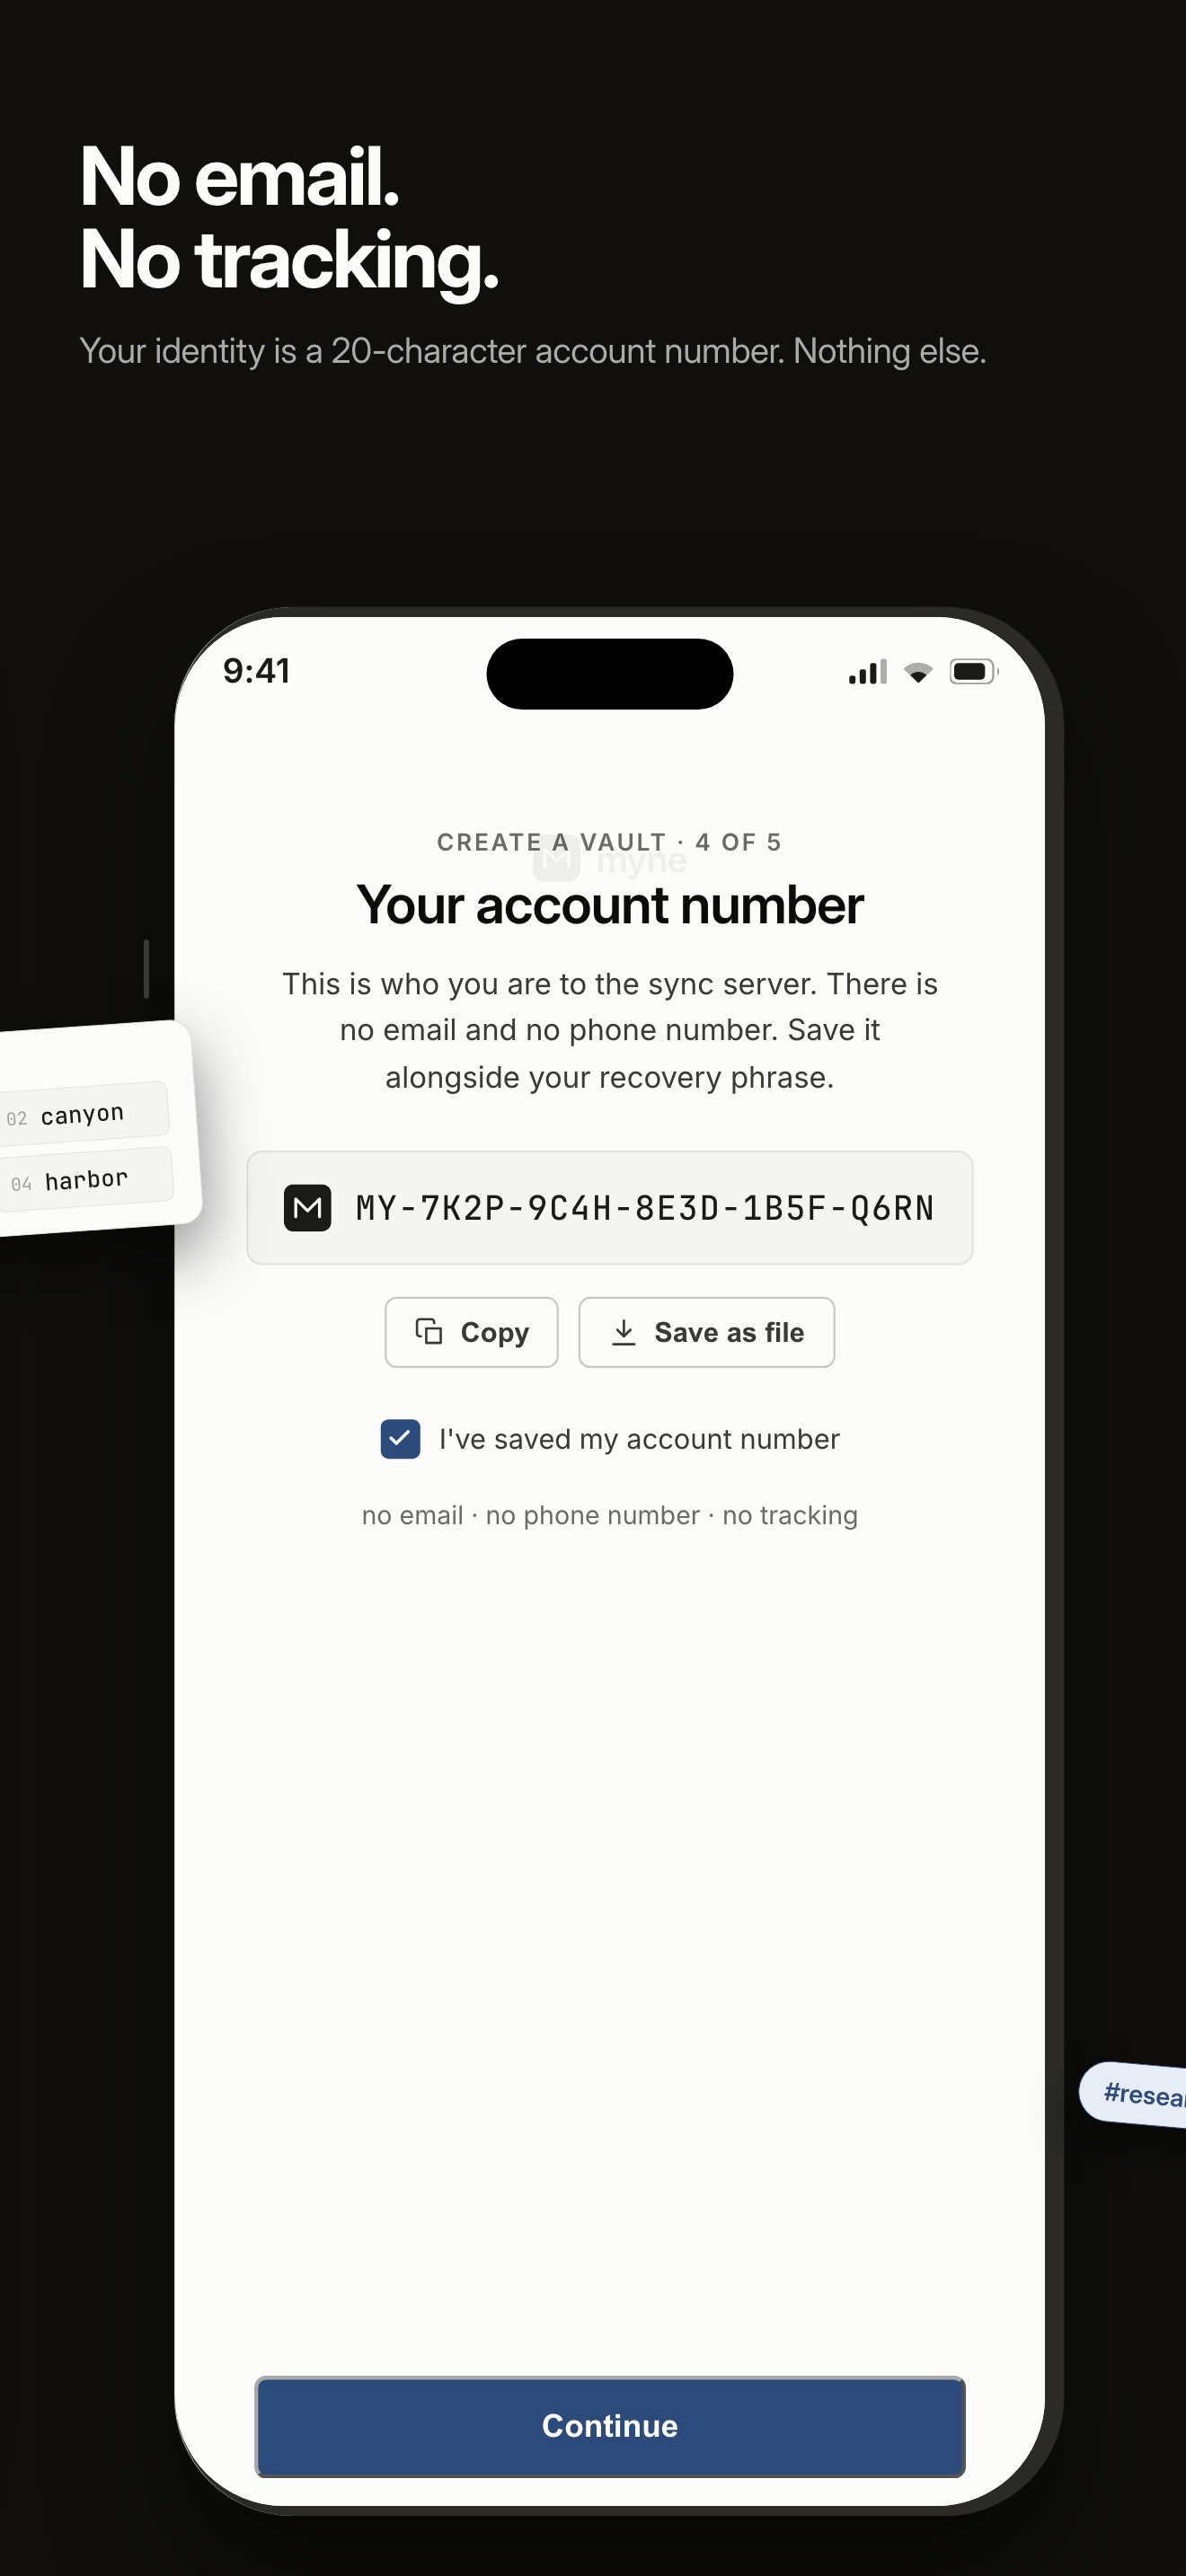 No email.
No tracking.
Your identity is a 20-character account number. Nothing else.
9:41
CREATE A VAULT · 4 OF 5
myne
Your account number
This is who you are to the sync server. There is
no email and no phone number. Save it
alongside your recovery phrase.
02 canyon
04 harbor
MY-7K2P-9C4H-8E3D-1B5F-Q6RN
Copy
Save as file
I've saved my account number
no email · no phone number · no tracking
#resear
Continue